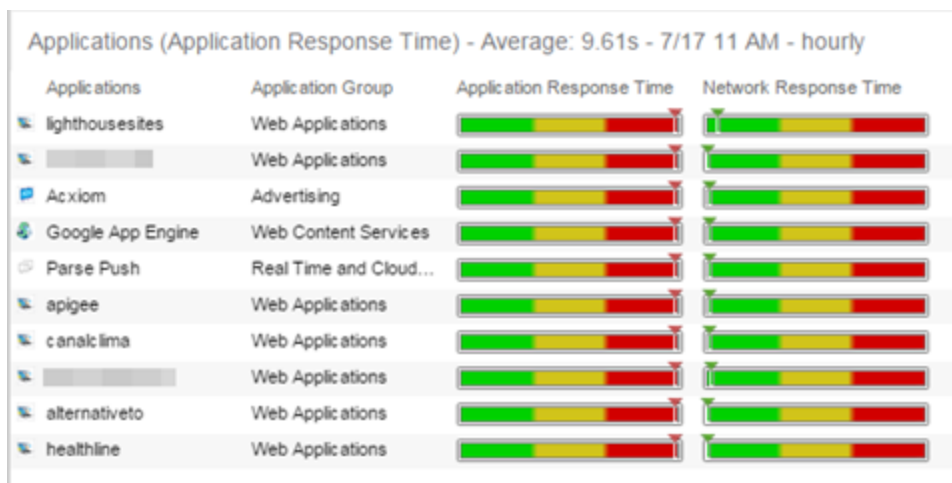 Applications (Application Response Time) - Average: 9.61s - 7/17 11 AM - hourly
Applications Application Group Application Response Time Network Response Time
lighthousesites Web Applications
Web Applications
Acxiom Advertising
Google App Engine Web Content Services
Parse Push Real Time and Cloud...
apigee Web Applications
canalclima Web Applications
Web Applications
alternativeto Web Applications
healthline Web Applications